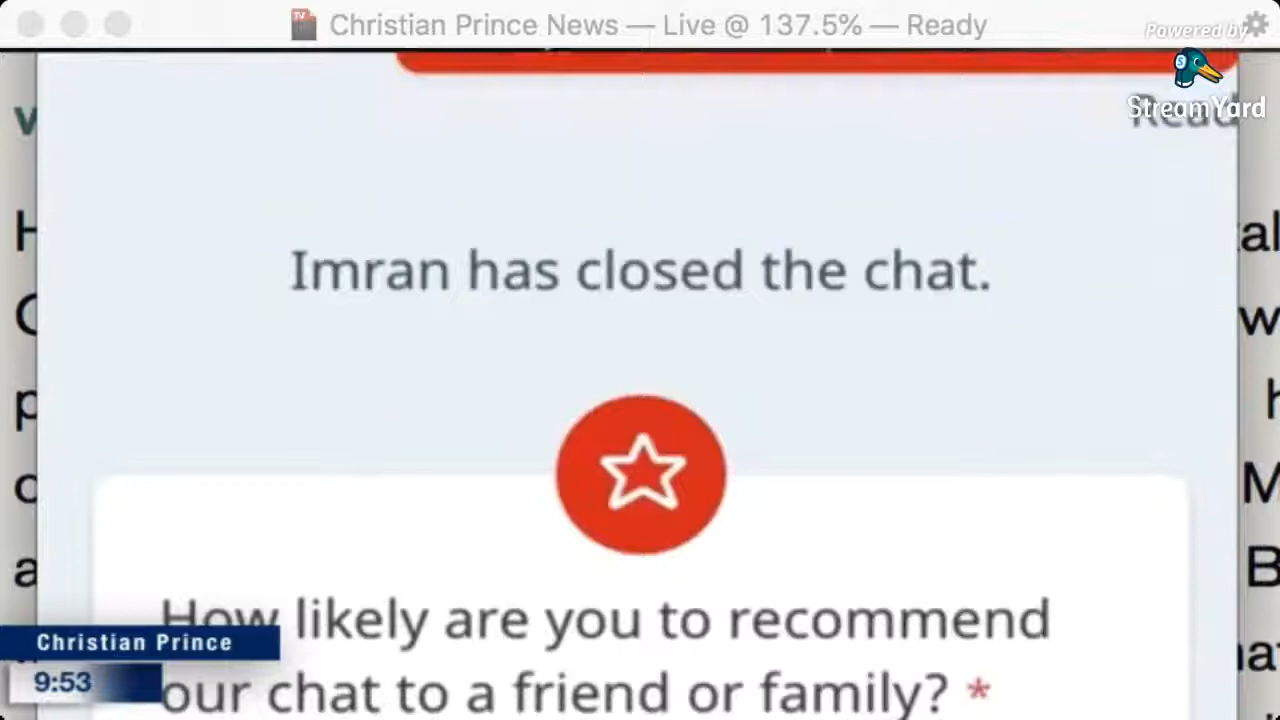 Christian Prince News — Live @ 137.5% — Ready
Powered by
StreamYard
Read
Imran has closed the chat.
How likely are you to recommend
our chat to a friend or family? *
Christian Prince
9:53